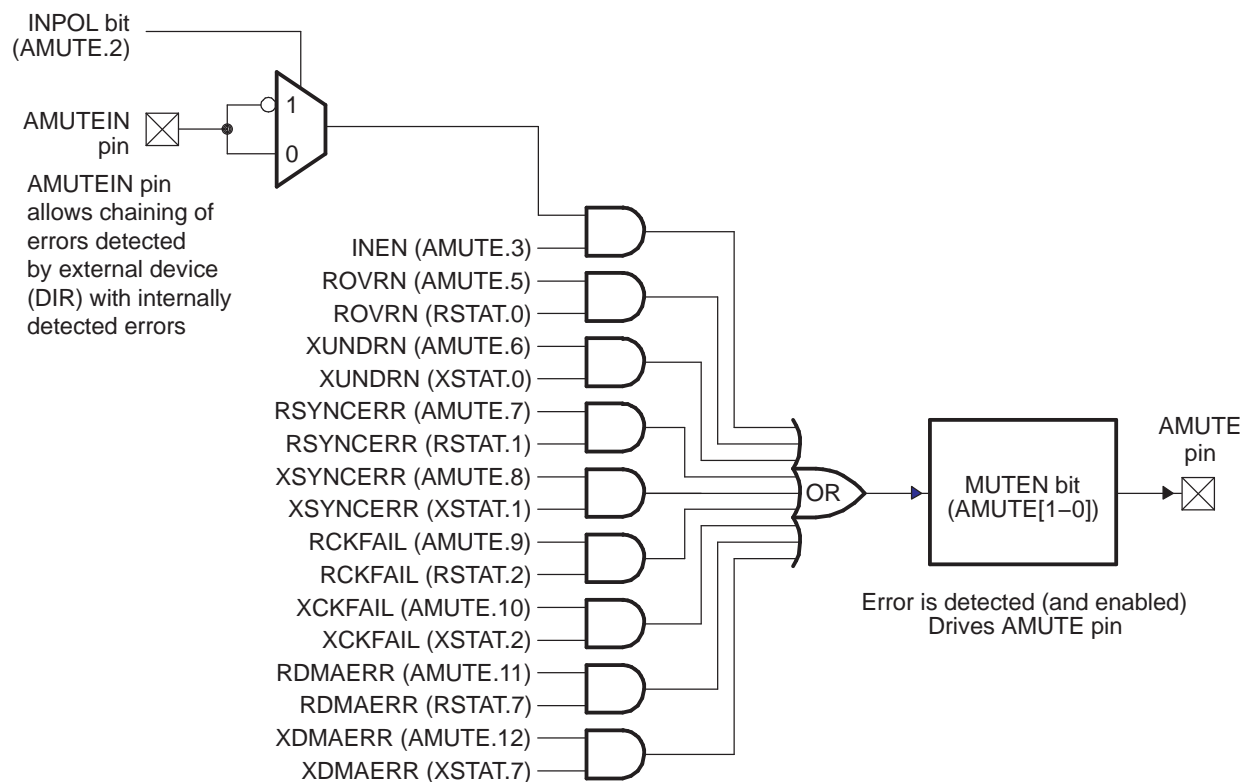 INPOL bit
(AMUTE.2)
1
AMUTEIN
pin
0
AMUTEIN pin
allows chaining of
errors detected
by external device
(DIR) with internally
detected errors
INEN (AMUTE.3)
ROVRN (AMUTE.5)
ROVRN (RSTAT.0)
XUNDRN (AMUTE.6)
XUNDRN (XSTAT.0)
RSYNCERR (AMUTE.7)
RSYNCERR (RSTAT.1)
XSYNCERR (AMUTE.8)
XSYNCERR (XSTAT.1)
RCKFAIL (AMUTE.9)
RCKFAIL (RSTAT.2)
XCKFAIL (AMUTE.10)
XCKFAIL (XSTAT.2)
RDMAERR (AMUTE.11)
RDMAERR (RSTAT.7)
XDMAERR (AMUTE.12)
XDMAERR (XSTAT.7)
OR
MUTEN bit
(AMUTE[1−0])
AMUTE
pin
Error is detected (and enabled)
Drives AMUTE pin